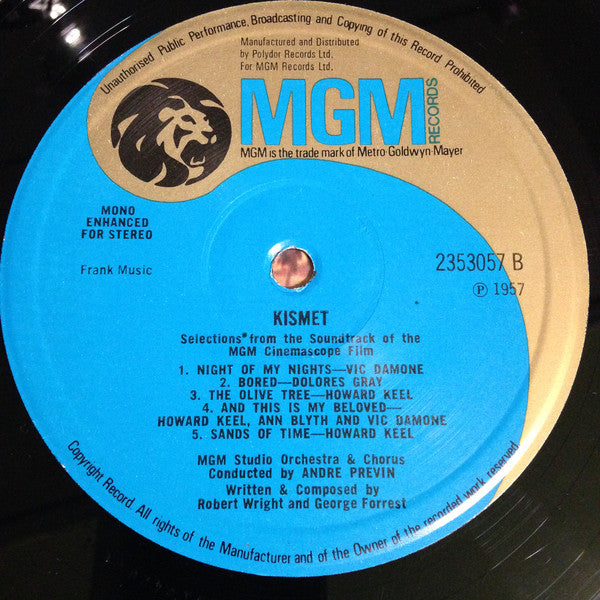 Unauthorised Public Performance, Broadcasting and Copying of this Record Prohibited
Manufactured and Distributed
by Polydor Records Ltd.
For MGM Records Ltd.
MGM
RECORDS
MGM is the trade mark of Metro-Goldwyn-Mayer
MONO
ENHANCED
FOR STEREO
Frank Music
2353057 B
Ⓟ 1957
KISMET
Selections from the Soundtrack of the
MGM Cinemascope Film
1. NIGHT OF MY NIGHTS—VIC DAMONE
2. BORED—DOLORES GRAY
3. THE OLIVE TREE—HOWARD KEEL
4. AND THIS IS MY BELOVED—
HOWARD KEEL, ANN BLYTH AND VIC DAMONE
5. SANDS OF TIME—HOWARD KEEL
MGM Studio Orchestra & Chorus
Conducted by ANDRE PREVIN
Written & Composed by
Robert Wright and George Forrest
Copyright Record All rights of the Manufacturer and of the Owner of the recorded work reserved